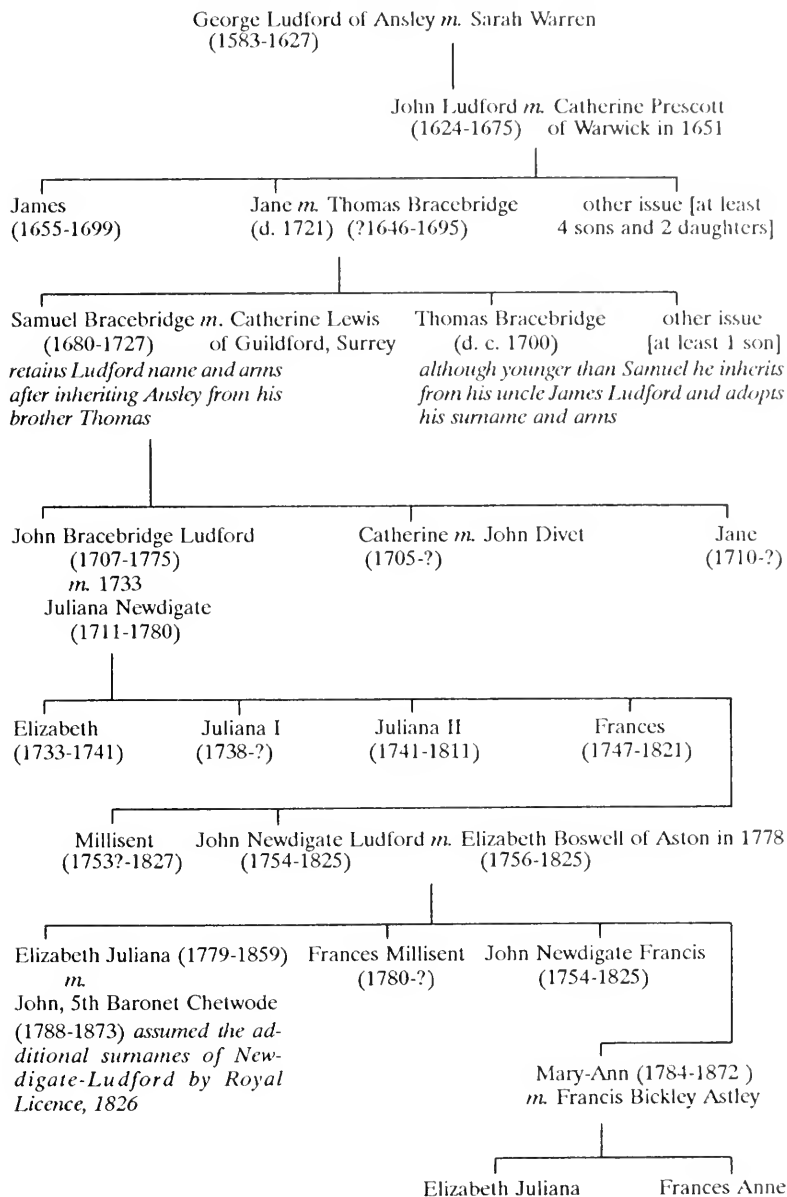 George Ludford of Ansley m. Sarah Warren
(1583-1627)
John Ludford m. Catherine Prescott
(1624-1675) of Warwick in 1651
James
(1655-1699)
Jane m. Thomas Bracebridge
(d. 1721) (?1646-1695)
other issue [at least
4 sons and 2 daughters]
Samuel Bracebridge m. Catherine Lewis
(1680-1727) of Guildford, Surrey
retains Ludford name and arms
after inheriting Ansley from his
brother Thomas
Thomas Bracebridge
(d. c. 1700)
other issue
[at least 1 son]
although younger than Samuel he inherits
from his uncle James Ludford and adopts
his surname and arms
John Bracebridge Ludford
(1707-1775)
m. 1733
Juliana Newdigate
(1711-1780)
Catherine m. John Divet
(1705-?)
Jane
(1710-?)
Elizabeth
(1733-1741)
Juliana I
(1738-?)
Juliana II
(1741-1811)
Frances
(1747-1821)
Millisent
(1753?-1827)
John Newdigate Ludford m. Elizabeth Boswell of Aston in 1778
(1754-1825) (1756-1825)
Elizabeth Juliana (1779-1859)
m.
John, 5th Baronet Chetwode
(1788-1873) assumed the ad-
ditional surnames of New-
digate-Ludford by Royal
Licence, 1826
Frances Millisent
(1780-?)
John Newdigate Francis
(1754-1825)
Mary-Ann (1784-1872 )
m. Francis Bickley Astley
Elizabeth Juliana
Frances Anne